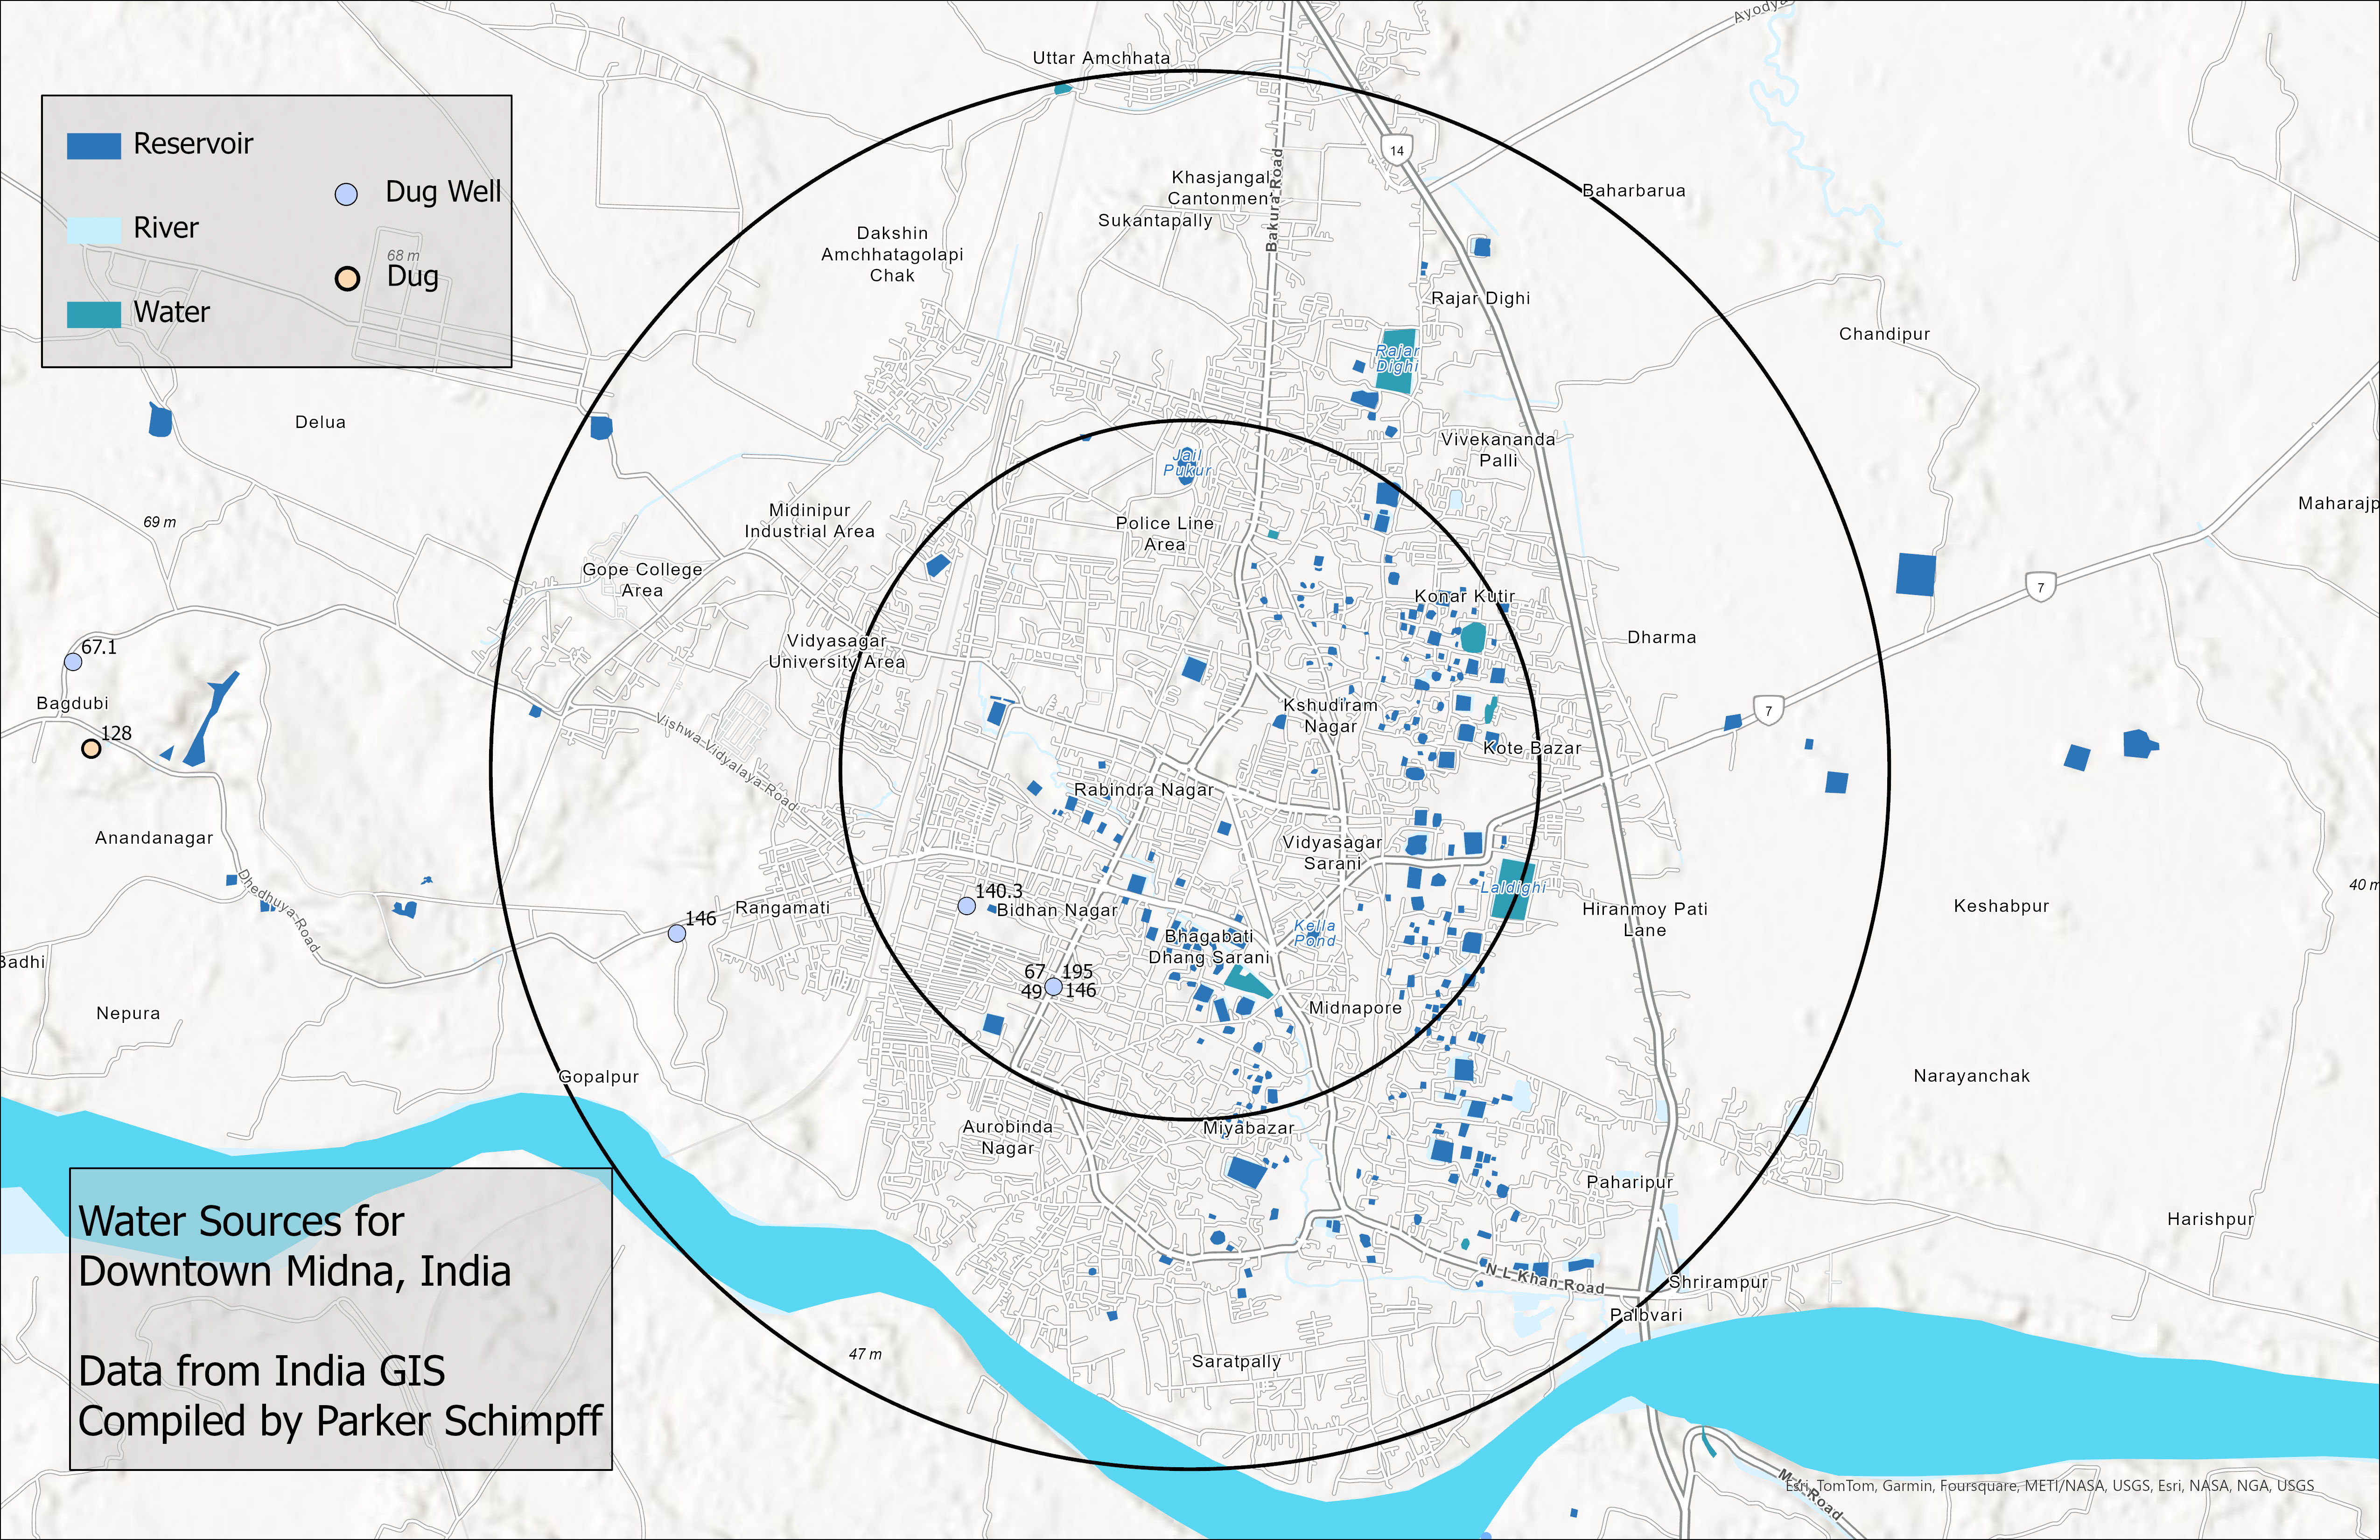 Ayodya
Uttar Amchhata
14
Reservoir
Dug Well
River
68 m
Dug
Water
Khasjangal
Cantonment
Sukantapally
Bakura Road
Baharbarua
Dakshin
Amchhatagolapi
Chak
Rajar Dighi
Chandipur
Rajar
Dighi
Delua
Vivekananda
Palli
Jail
Pukur
69 m
Midinipur
Industrial Area
Police Line
Area
Maharajp
Gope College
Area
7
Konar Kutir
Dharma
67.1
Vidyasagar
University Area
Bagdubi
128
Kshudiram
Nagar
7
Vishwa Vidyalaya Road
Kote Bazar
Rabindra Nagar
Anandanagar
Vidyasagar
Sarani
Dhedhuya Road
Laldighi
40 m
140.3
Bidhan Nagar
Rangamati
146
Kella
Pond
Hiranmoy Pati
Lane
Keshabpur
Bhagabati
Dhang Sarani
Badhi
67 195
49 146
Nepura
Midnapore
Gopalpur
Narayanchak
Aurobinda
Nagar
Miyabazar
Paharipur
Harishpur
Water Sources for
Downtown Midna, India
N L Khan Road
Shrirampur
Palbvari
47 m
Saratpally
Data from India GIS
Compiled by Parker Schimpff
M I Road
Esri, TomTom, Garmin, Foursquare, METI/NASA, USGS, Esri, NASA, NGA, USGS